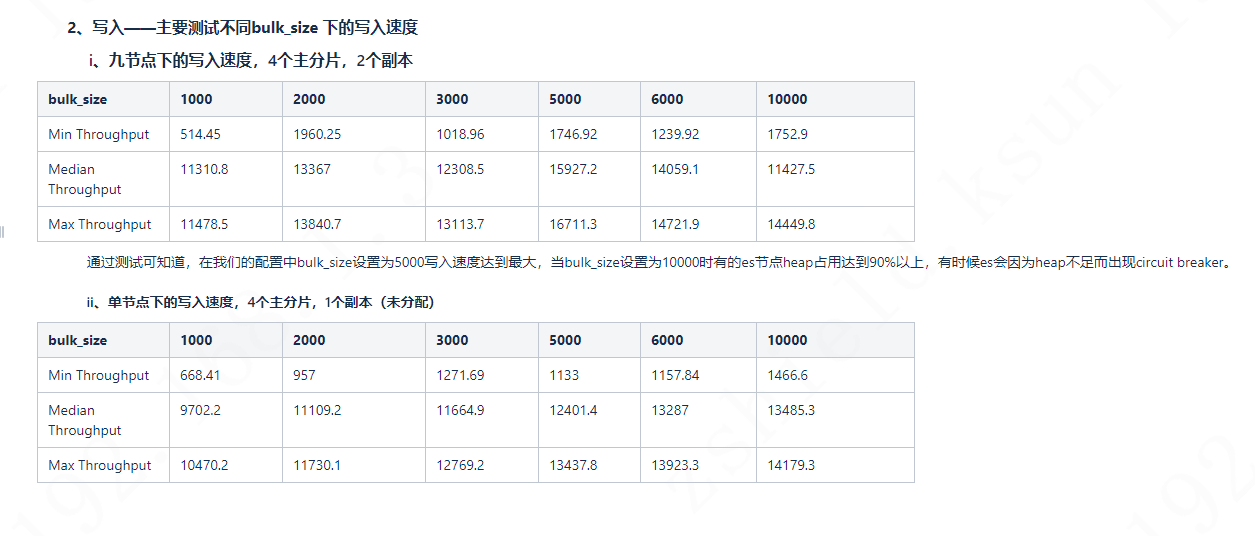 2、写入——主要测试不同bulk_size 下的写入速度
i、九节点下的写入速度，4个主分片，2个副本
bulk_size 1000 2000 3000 5000 6000 10000
Min Throughput 514.45 1960.25 1018.96 1746.92 1239.92 1752.9
Median Throughput 11310.8 13367 12308.5 15927.2 14059.1 11427.5
Max Throughput 11478.5 13840.7 13113.7 16711.3 14721.9 14449.8
通过测试可知道，在我们的配置中bulk_size设置为5000写入速度达到最大，当bulk_size设置为10000时有的es节点heap占用达到90%以上，有时候es会因为heap不足而出现circuit breaker。
ii、单节点下的写入速度，4个主分片，1个副本（未分配）
bulk_size 1000 2000 3000 5000 6000 10000
Min Throughput 668.41 957 1271.69 1133 1157.84 1466.6
Median Throughput 9702.2 11109.2 11664.9 12401.4 13287 13485.3
Max Throughput 10470.2 11730.1 12769.2 13437.8 13923.3 14179.3